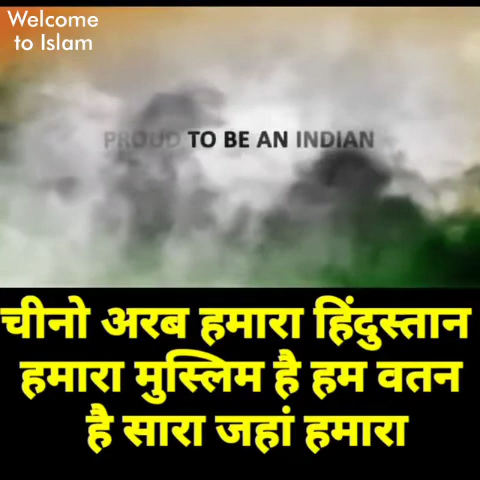 Welcome
to Islam
PROUD TO BE AN INDIAN
चीनो अरब हमारा हिंदुस्तान
हमारा मुस्लिम है हम वतन
है सारा जहां हमारा